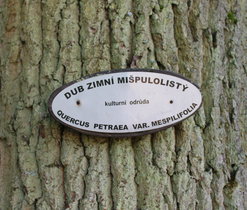 DUB ZIMNÍ MIŠPULOLISTÝ
kulturní odrůda
QUERCUS PETRAEA VAR. MESPILIFOLIA